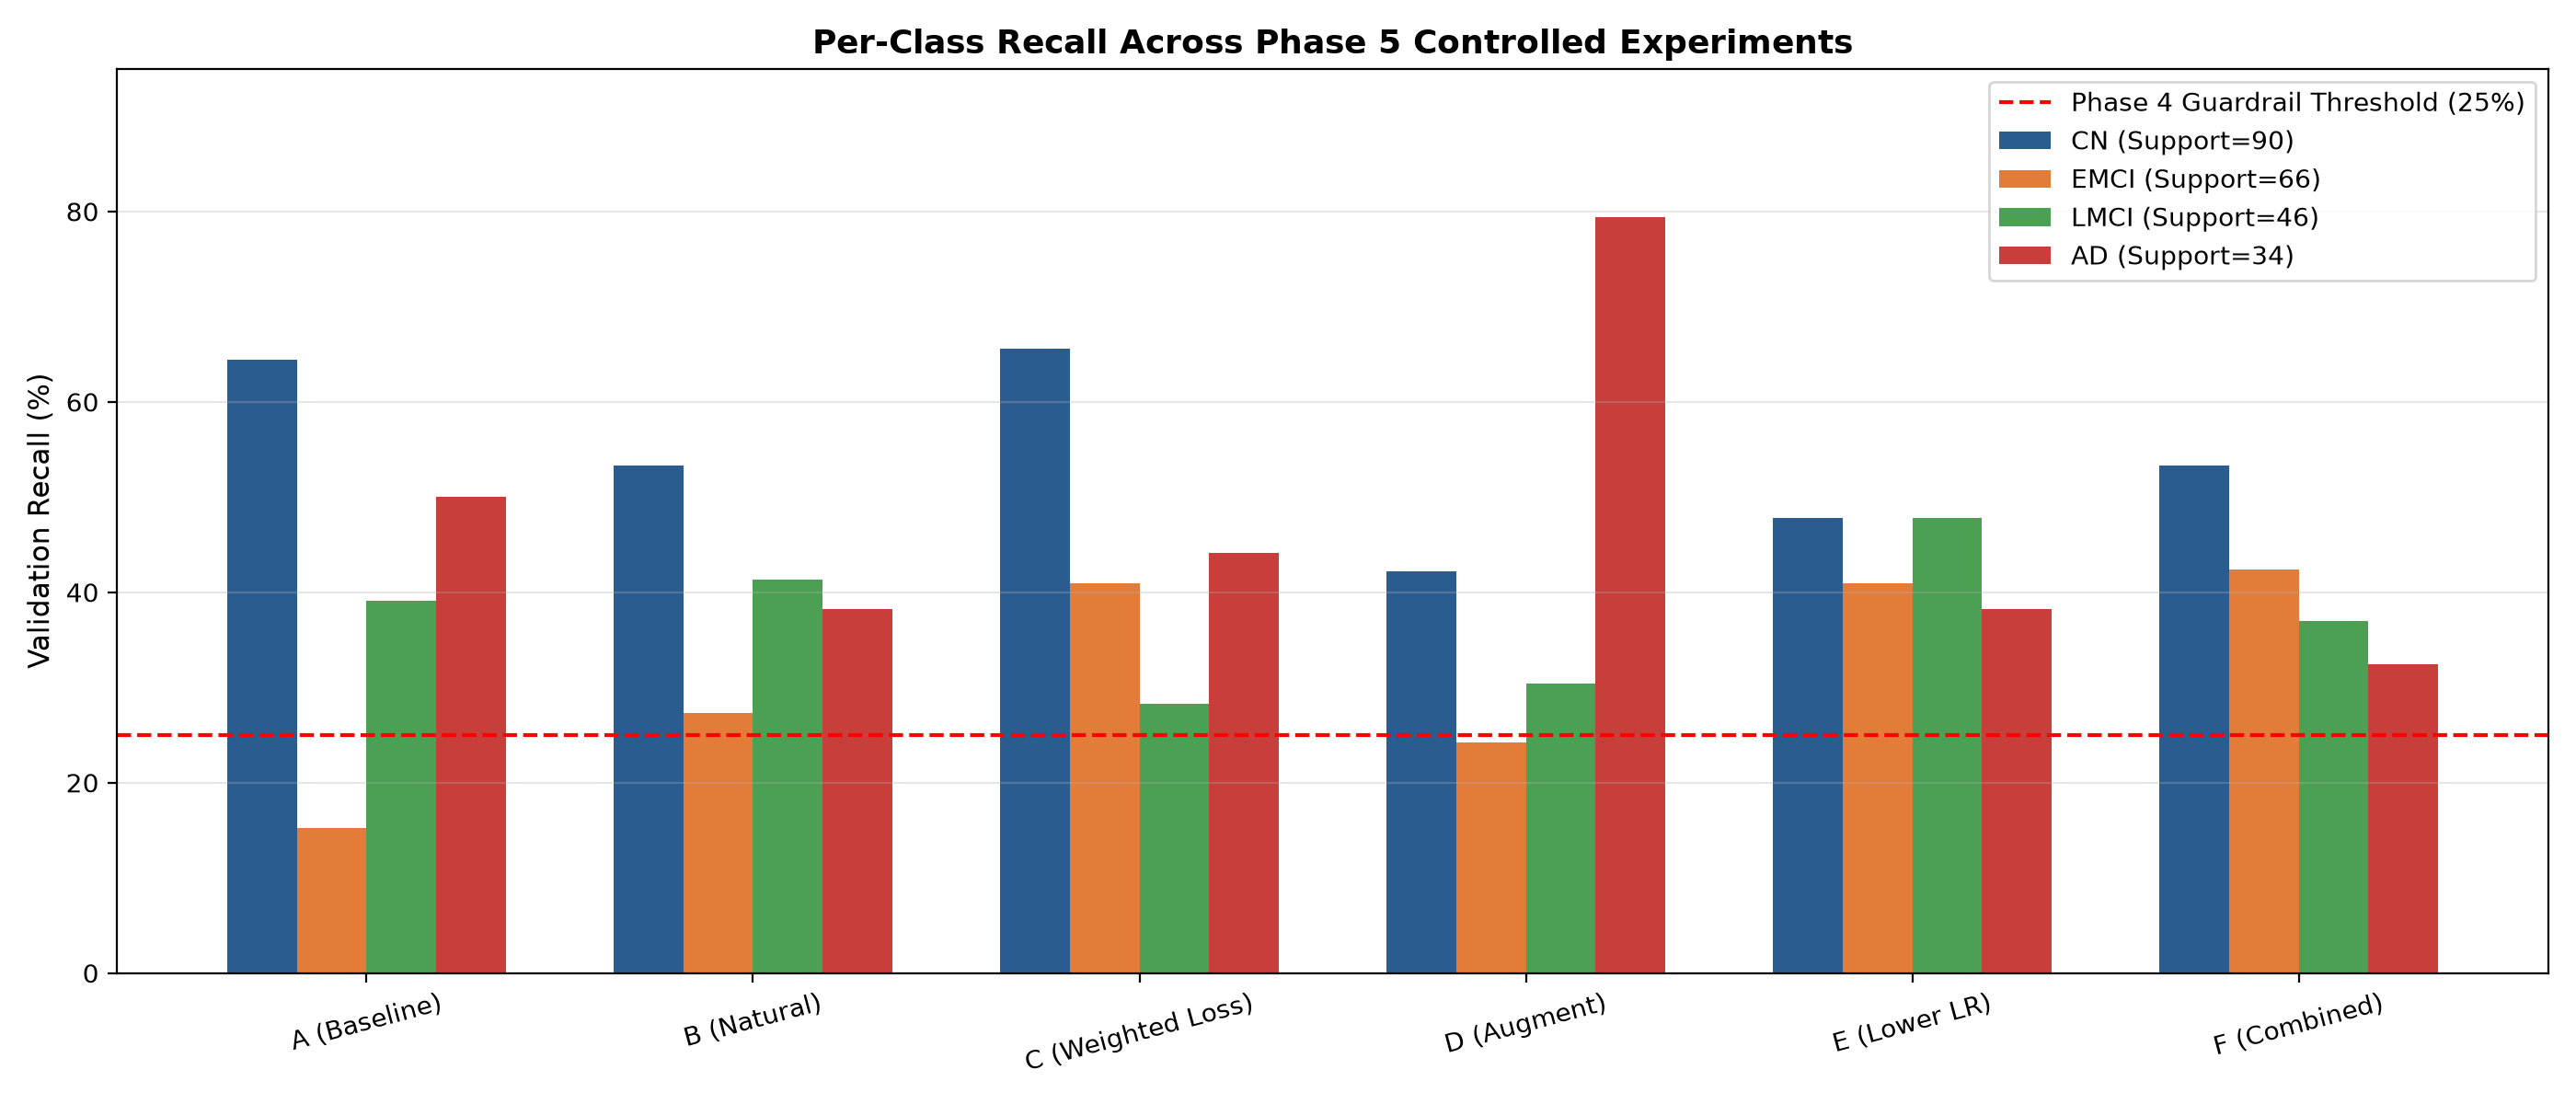 Per-Class Recall Across Phase 5 Controlled Experiments
Phase 4 Guardrail Threshold (25%)
CN (Support=90)
EMCI (Support=66)
LMCI (Support=46)
AD (Support=34)
Validation Recall (%)
80
60
40
20
0
A (Baseline)
B (Natural)
C (Weighted Loss)
D (Augment)
E (Lower LR)
F (Combined)